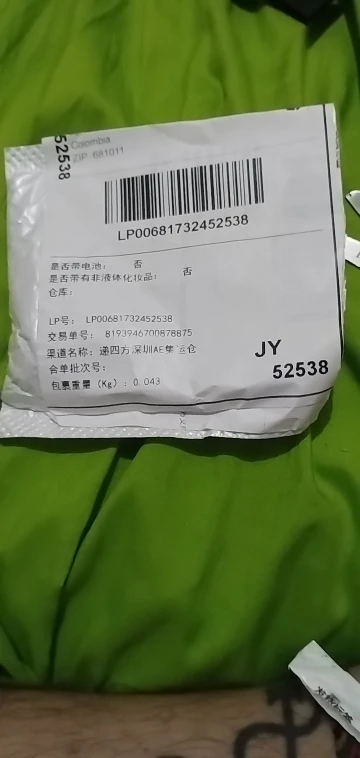 52538
Colombia
ZIP 681011
LP00681732452538
是否带电池： 否
是否带有非液体化妆品： 否
仓库：
LP号： LP00681732452538
交易单号： 8193946700878875
渠道名称：递四方深圳AE集运仓
合单批次号：
包裹重量（Kg）：0.043
JY
52538